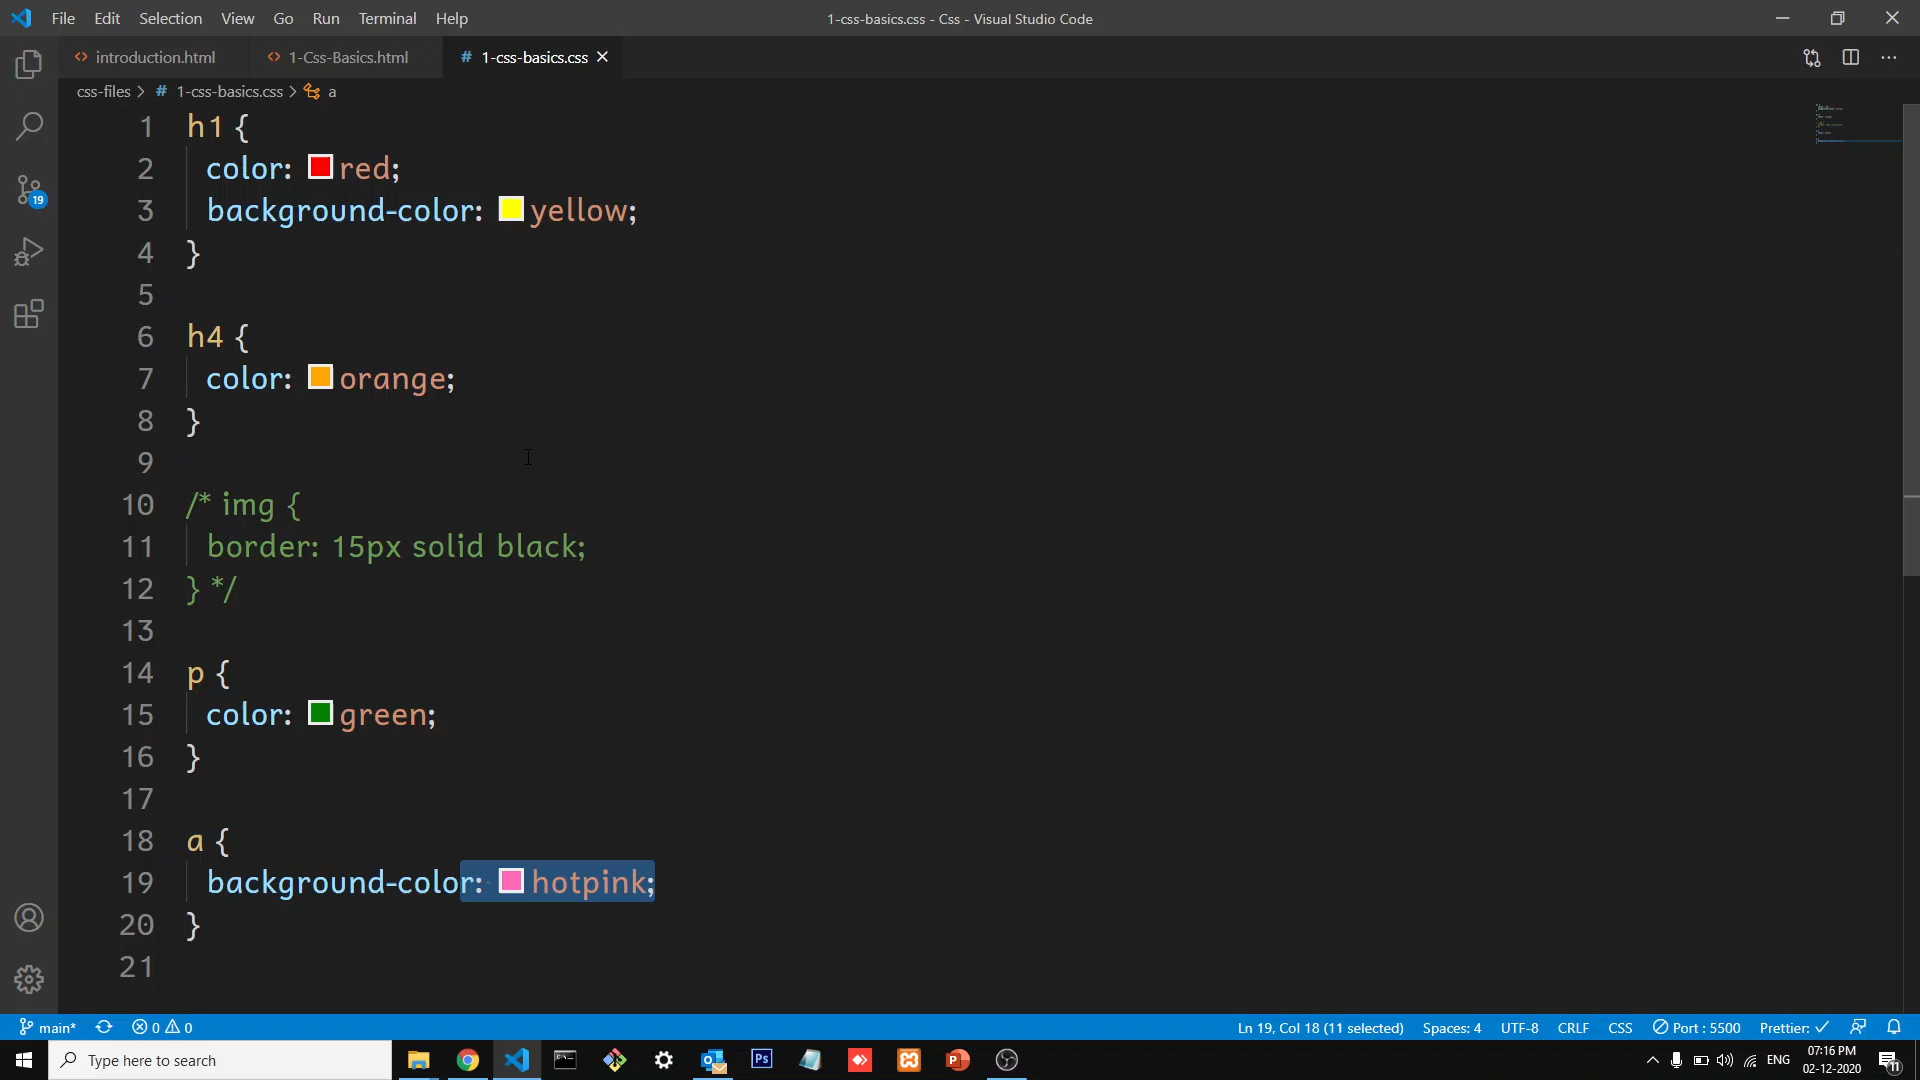 File Edit Selection View Go Run Terminal Help
1-css-basics.css - Css - Visual Studio Code
introduction.html
1-Css-Basics.html
# 1-css-basics.css
css-files > # 1-css-basics.css > a
1 h1 {
2 color: red;
3 background-color: yellow;
4 }
5
6 h4 {
7 color: orange;
8 }
9
10 /* img {
11 border: 15px solid black;
12 } */
13
14 p {
15 color: green;
16 }
17
18 a {
19 background-color: hotpink;
20 }
21
19
main* 0 0
Ln 19, Col 18 (11 selected) Spaces: 4 UTF-8 CRLF CSS Port : 5500 Prettier: ✓
Type here to search
Ps
ENG
07:16 PM
02-12-2020
11